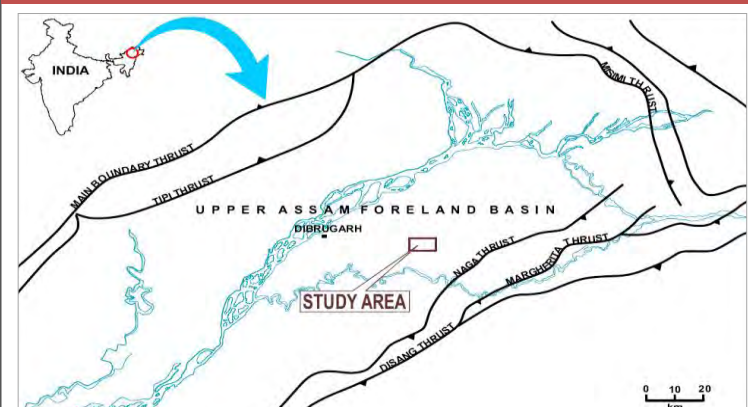 INDIA
MISIMI THRUST
MAIN BOUNDARY THRUST
TIPI THRUST
UPPER ASSAM FORELAND BASIN
DIBRUGARH
NAGA THRUST
MARGHERITA THRUST
STUDY AREA
DISANG THRUST
0 10 20
km